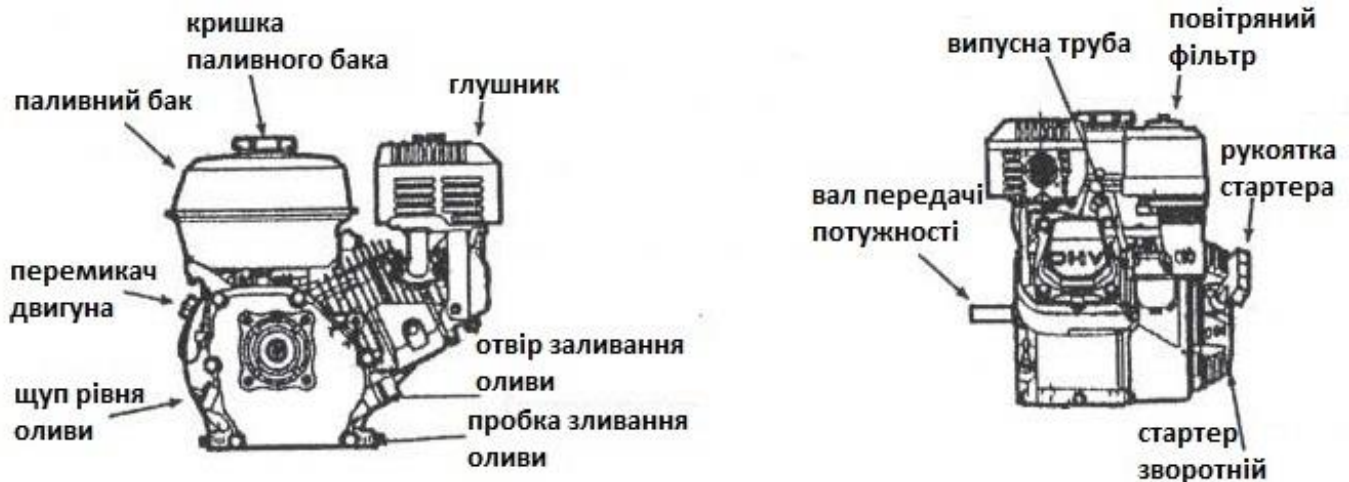 кришка
паливного бака
паливний бак
глушник
перемикач
двигуна
щуп рівня
оливи
отвір заливання
оливи
пробка зливання
оливи
випусна труба
повітряний
фільтр
рукоятка
стартера
вал передачі
потужності
стартер
зворотній